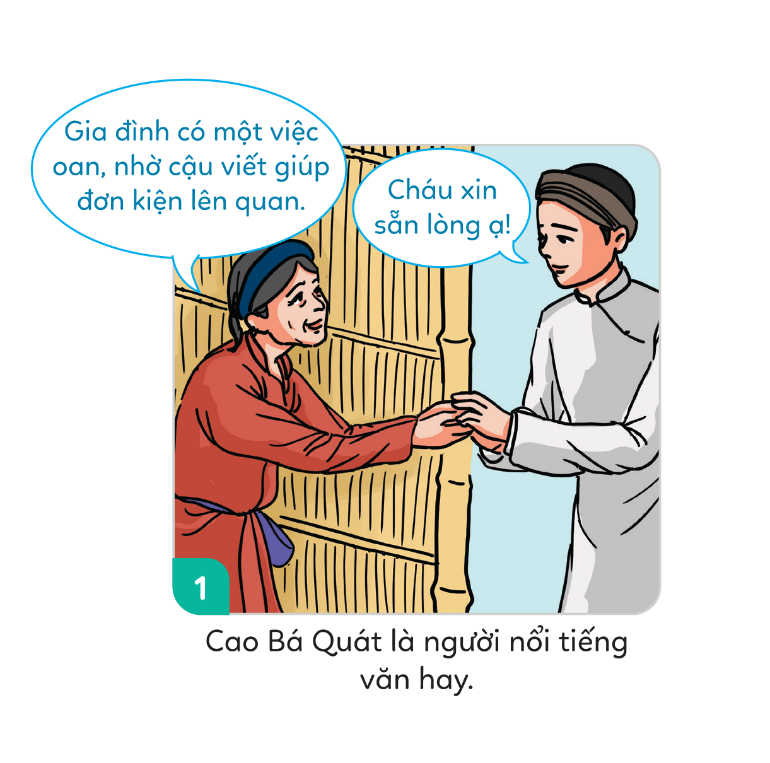 Gia đình có một việc
oan, nhờ cậu viết giúp
đơn kiện lên quan.
Cháu xin
sẵn lòng ạ!
1
Cao Bá Quát là người nổi tiếng
văn hay.